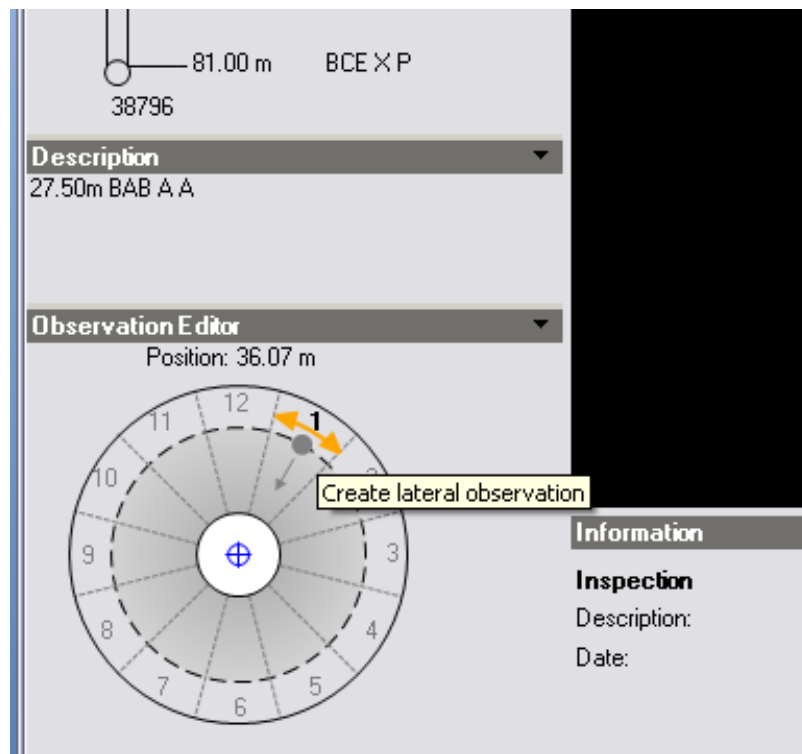 81.00 m BCE X P
38796
Description
27.50m BAB A A
Observation Editor
Position: 36.07 m
12
11
1
10
Create lateral observation
9
3
8
4
7
5
6
Information
Inspection
Description:
Date: